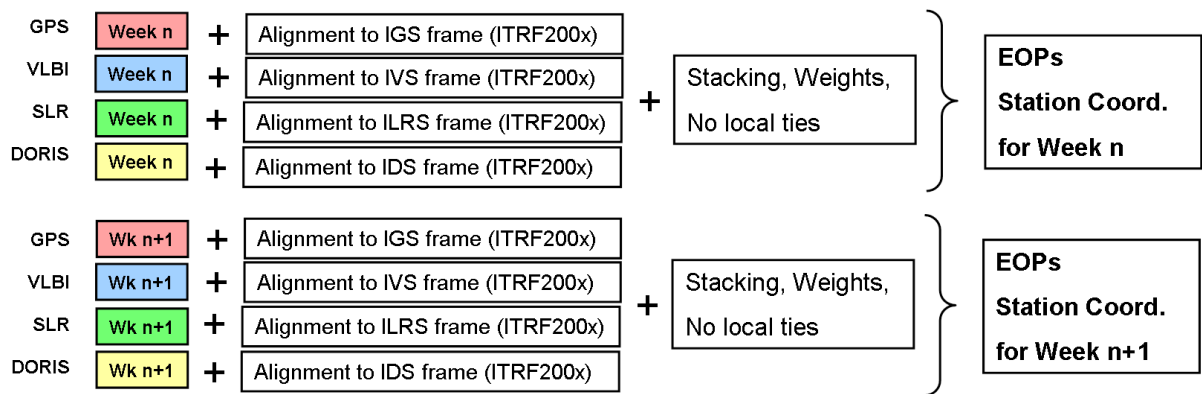 GPS Week n + Alignment to IGS frame (ITRF200x)
VLBI Week n + Alignment to IVS frame (ITRF200x)
SLR Week n + Alignment to ILRS frame (ITRF200x)
DORIS Week n + Alignment to IDS frame (ITRF200x)
+
Stacking, Weights,
No local ties
EOPs
Station Coord.
for Week n
GPS Wk n+1 + Alignment to IGS frame (ITRF200x)
VLBI Wk n+1 + Alignment to IVS frame (ITRF200x)
SLR Wk n+1 + Alignment to ILRS frame (ITRF200x)
DORIS Wk n+1 + Alignment to IDS frame (ITRF200x)
+
Stacking, Weights,
No local ties
EOPs
Station Coord.
for Week n+1